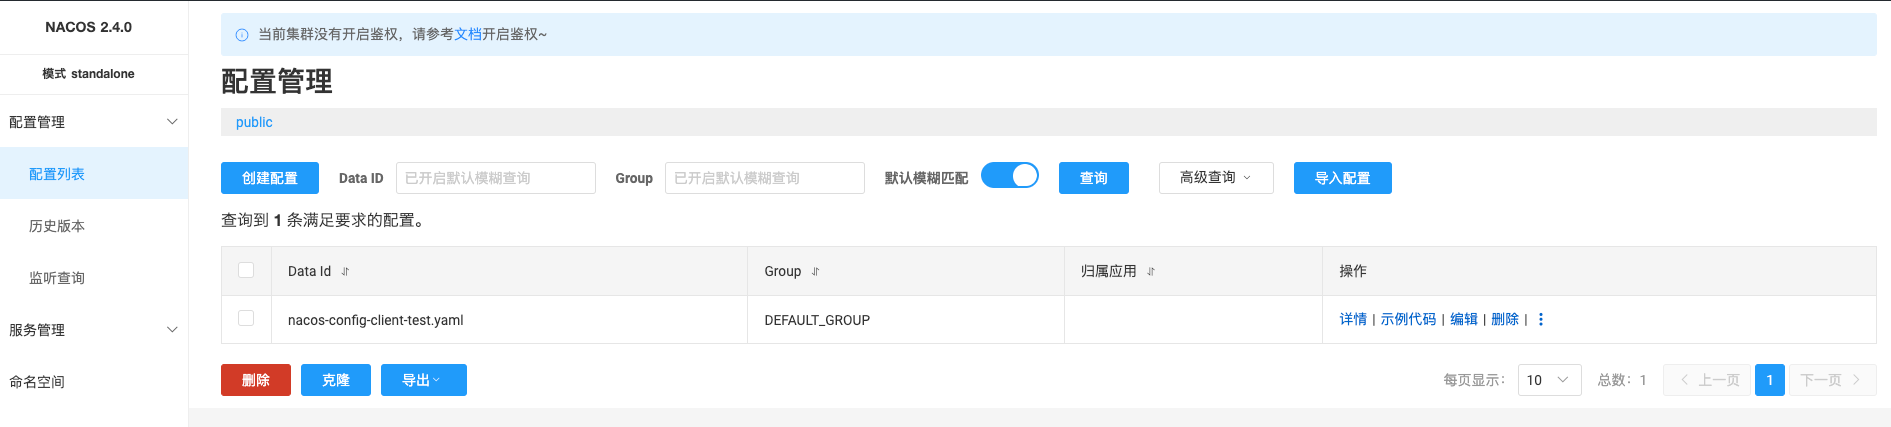 NACOS 2.4.0
模式 standalone
配置管理
配置列表
历史版本
监听查询
服务管理
命名空间
当前集群没有开启鉴权，请参考文档开启鉴权~
配置管理
public
创建配置 Data ID 已开启默认模糊查询 Group 已开启默认模糊查询 默认模糊匹配 查询 高级查询 导入配置
查询到 1 条满足要求的配置。
Data Id Group 归属应用 操作
nacos-config-client-test.yaml DEFAULT_GROUP 详情 | 示例代码 | 编辑 | 删除 |
删除 克隆 导出 每页显示： 10 总数：1 上一页 1 下一页